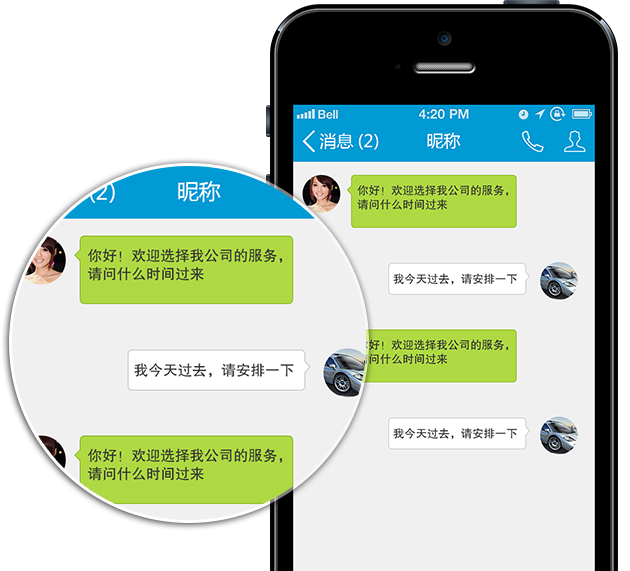 Bell
4:20 PM
消息 (2)
昵称
你好！欢迎选择我公司的服务，
请问什么时间过来
我今天过去，请安排一下
好！欢迎选择我公司的服务，
问什么时间过来
我今天过去，请安排一下
(2)
昵称
你好！欢迎选择我公司的服务，
请问什么时间过来
我今天过去，请安排一下
你好！欢迎选择我公司的服务，
请问什么时间过来